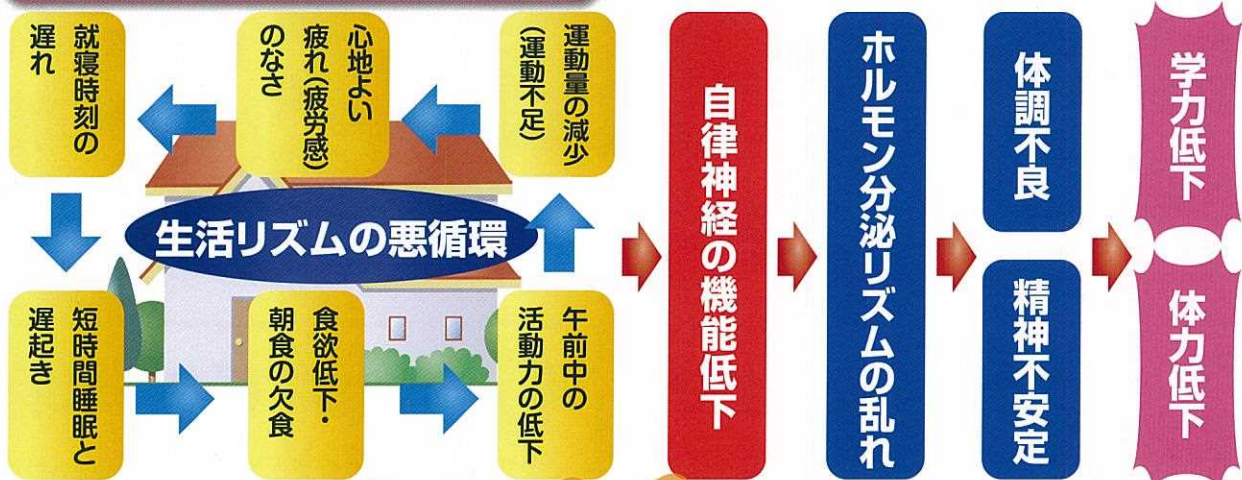 就寝時刻の
遅れ
心地よい
疲れ(疲労感)
のなさ
運動量の減少
(運動不足)
生活リズムの悪循環
短時間睡眠と
遅起き
食欲低下・
朝食の欠食
午前中の
活動力の低下
自律神経の機能低下
ホルモン分泌リズムの乱れ
体調不良
精神不安定
学力低下
体力低下